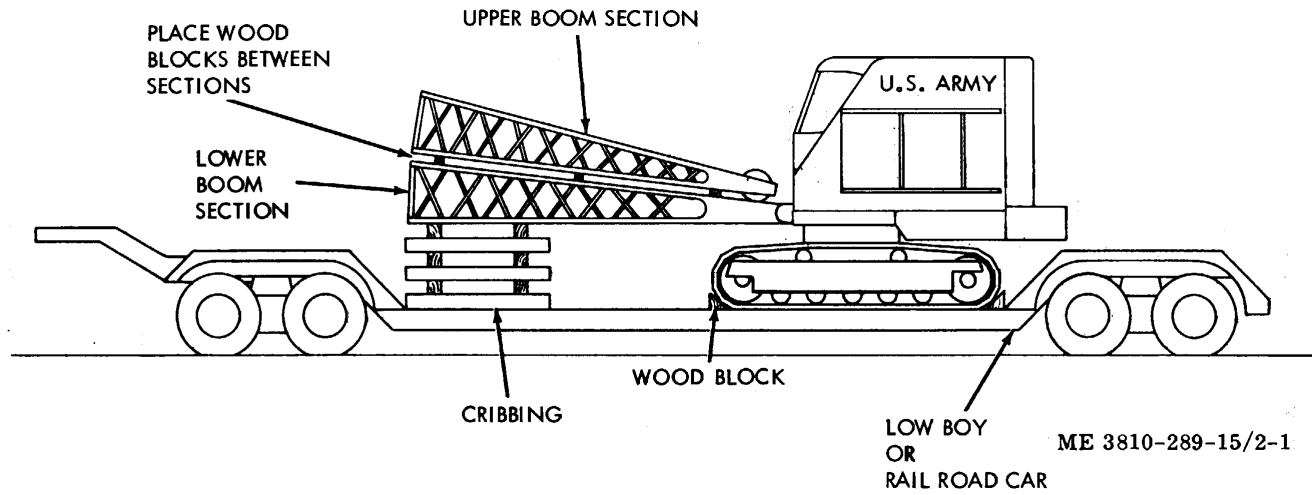 UPPER BOOM SECTION
PLACE WOOD
BLOCKS BETWEEN
SECTIONS
U.S. ARMY
LOWER
BOOM
SECTION
WOOD BLOCK
CRIBBING
LOW BOY
OR
RAIL ROAD CAR
ME 3810-289-15/2-1